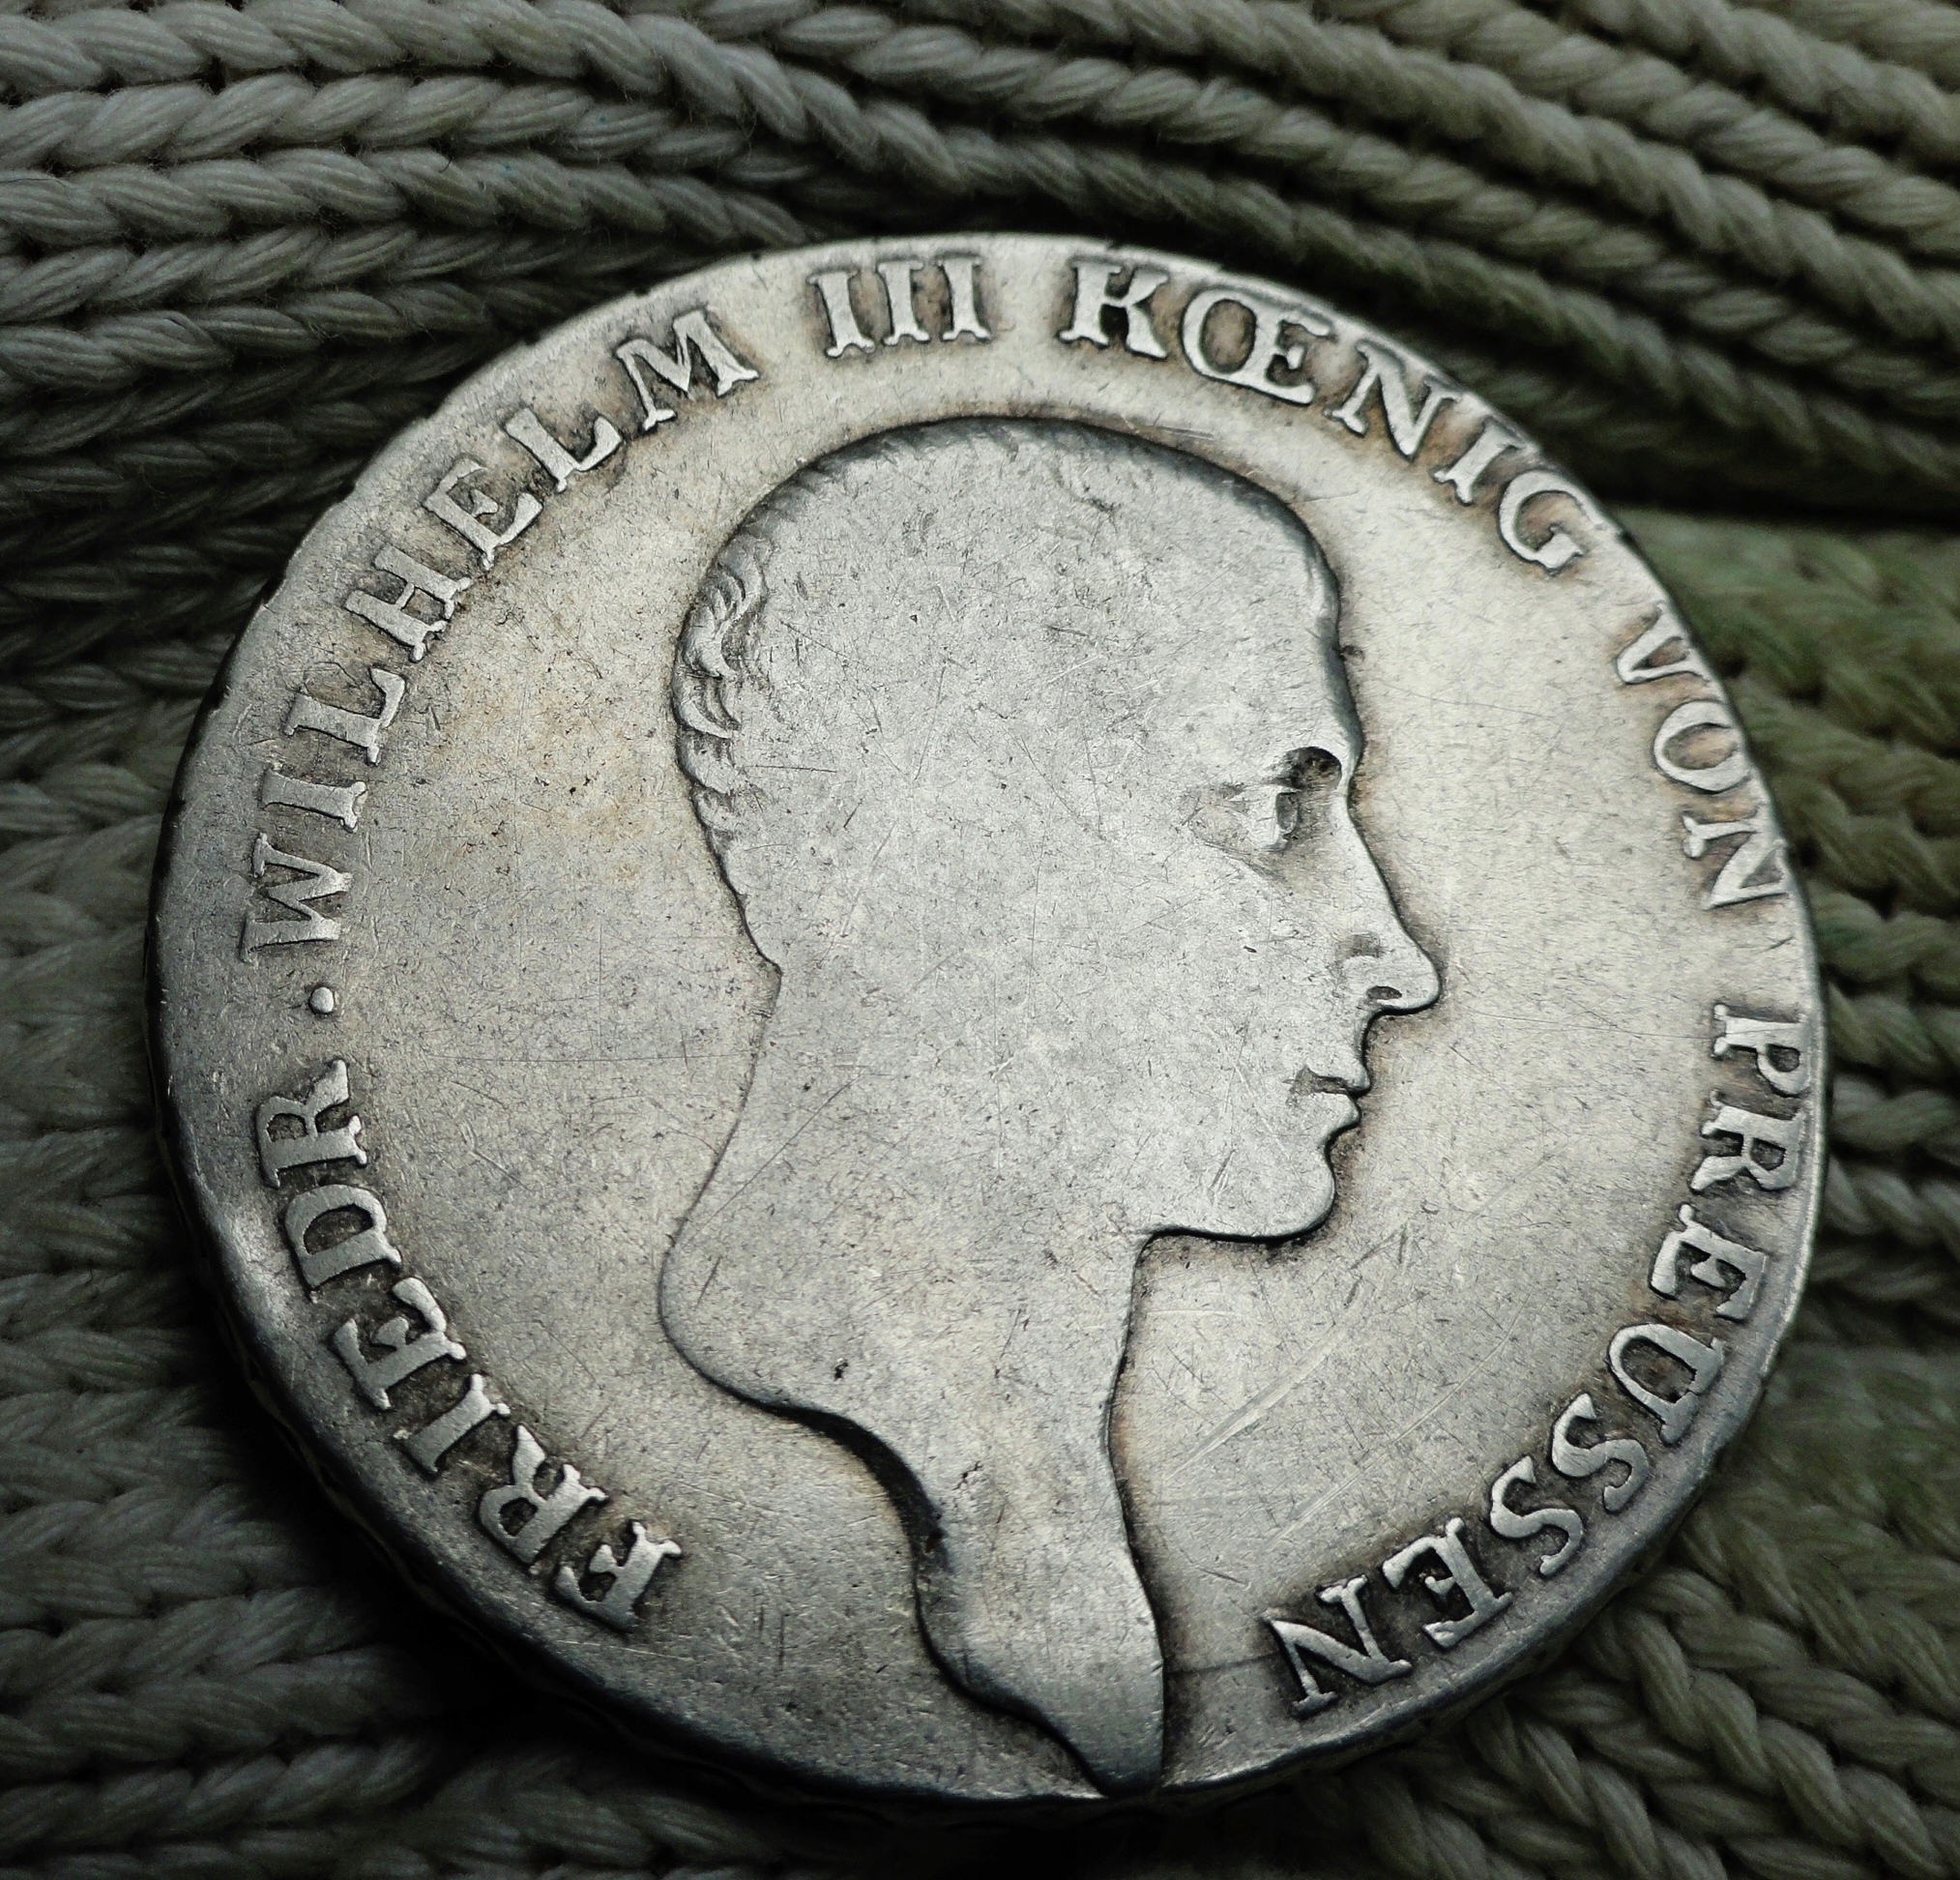 FRIEDR . WILHELM III KŒNIG VON PREUSSEN